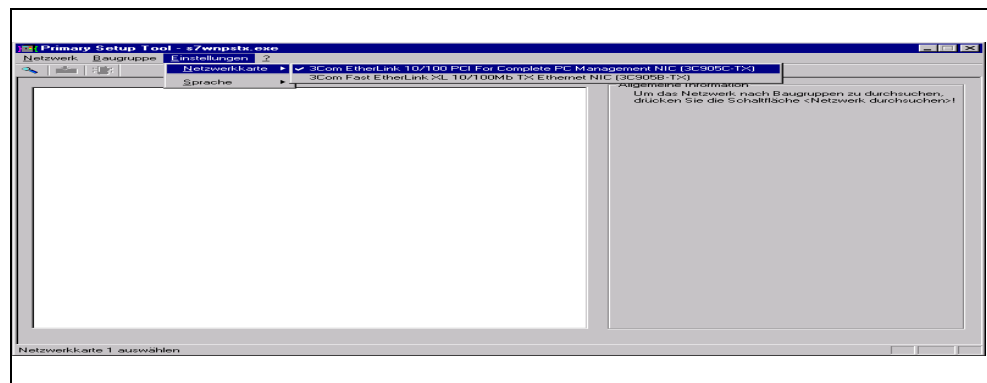 Primary Setup Tool - s7wnpstx.exe
Netzwerk Baugruppe Einstellungen ?
Netzwerkkarte
3Com EtherLink 10/100 PCI For Complete PC Management NIC (3C905C-TX)
3Com Fast EtherLink XL 10/100Mb TX Ethernet NIC (3C905B-TX)
Sprache
Allgemeine Information
Um das Netzwerk nach Baugruppen zu durchsuchen,
drücken Sie die Schaltfläche <Netzwerk durchsuchen>!
Netzwerkkarte 1 auswählen